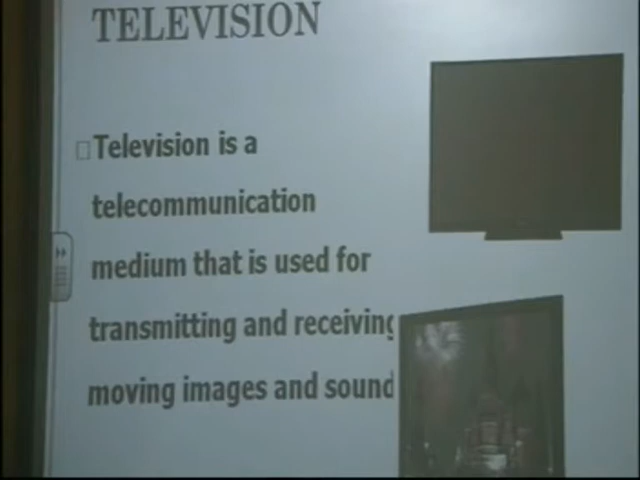 TELEVISION
Television is a
telecommunication
medium that is used for
transmitting and receiving
moving images and sound